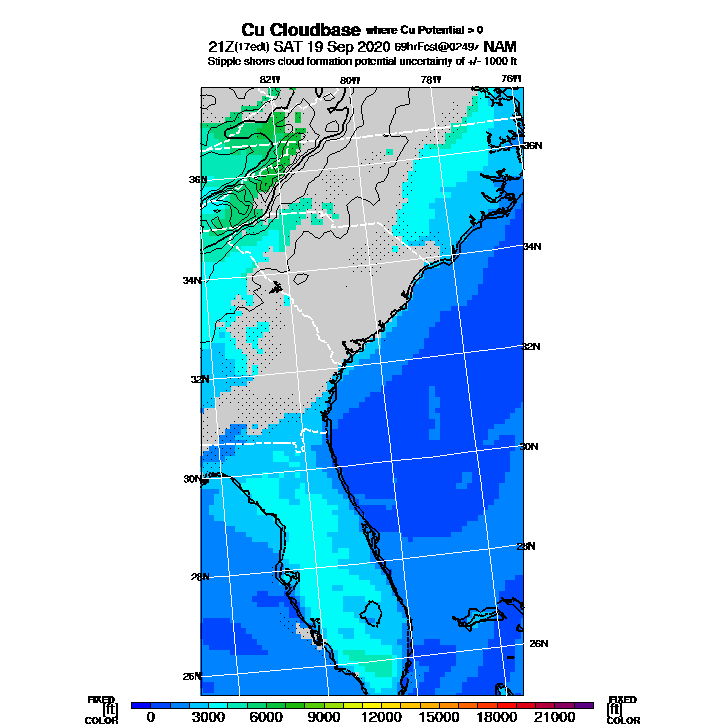 Cu Cloudbase where Cu Potential > 0
21Z(17edt) SAT 19 Sep 2020 69hrFcst@0249z NAM
Stipple shows cloud formation potential uncertainty of +/- 1000 ft
82W 80W 78W 76W
36N
36N
34N
34N
32N
32N
30N
30N
28N
28N
26N
26N
FIXED FIXED
[ft] [ft]
COLOR COLOR
0 3000 6000 9000 12000 15000 18000 21000